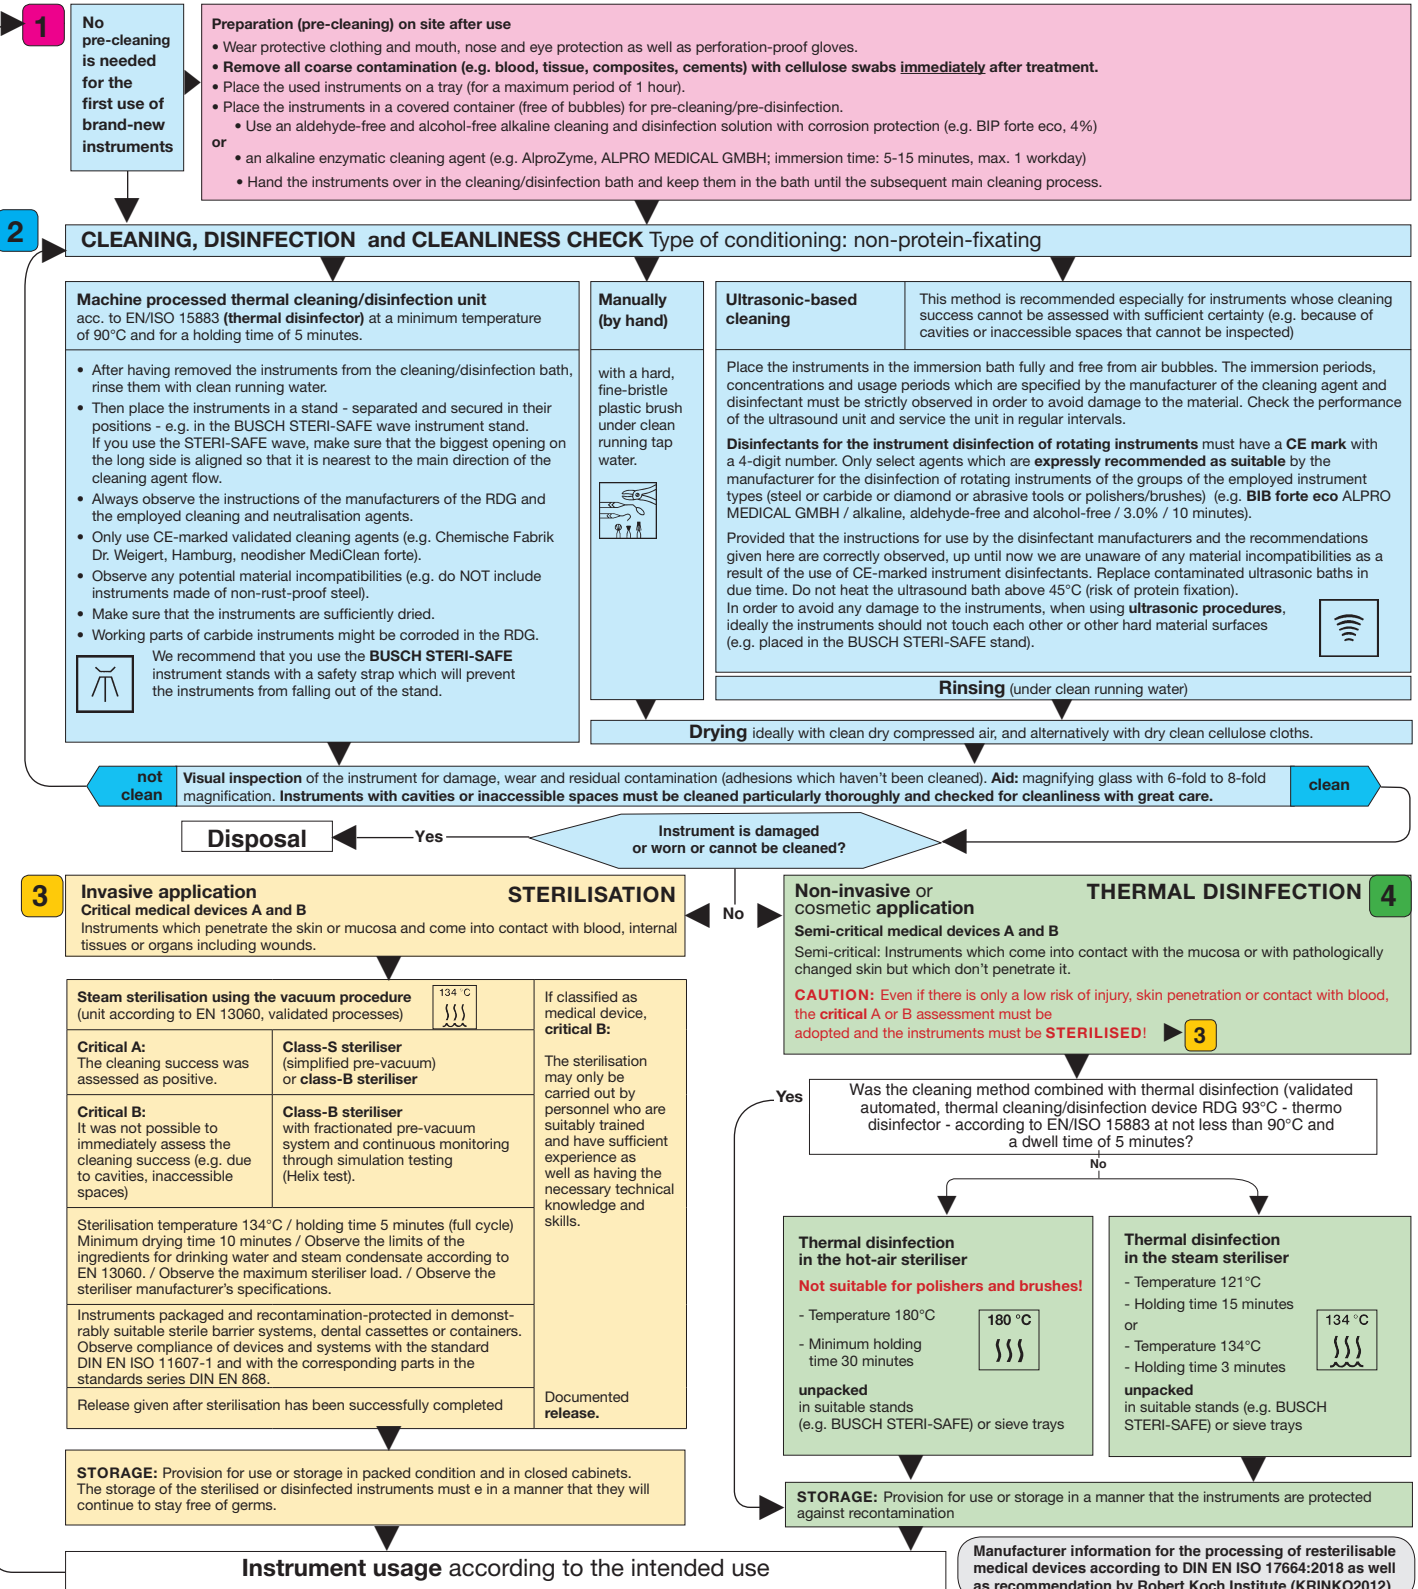 1
No
pre-cleaning
is needed
for the
first use of
brand-new
instruments
Preparation (pre-cleaning) on site after use
• Wear protective clothing and mouth, nose and eye protection as well as perforation-proof gloves.
• Remove all coarse contamination (e.g. blood, tissue, composites, cements) with cellulose swabs immediately after treatment.
• Place the used instruments on a tray (for a maximum period of 1 hour).
• Place the instruments in a covered container (free of bubbles) for pre-cleaning/pre-disinfection.
• Use an aldehyde-free and alcohol-free alkaline cleaning and disinfection solution with corrosion protection (e.g. BIP forte eco, 4%)
or
• an alkaline enzymatic cleaning agent (e.g. AlproZyme, ALPRO MEDICAL GMBH; immersion time: 5-15 minutes, max. 1 workday)
• Hand the instruments over in the cleaning/disinfection bath and keep them in the bath until the subsequent main cleaning process.
2
CLEANING, DISINFECTION and CLEANLINESS CHECK Type of conditioning: non-protein-fixating
Machine processed thermal cleaning/disinfection unit
acc. to EN/ISO 15883 (thermal disinfector) at a minimum temperature
of 90°C and for a holding time of 5 minutes.
• After having removed the instruments from the cleaning/disinfection bath,
rinse them with clean running water.
• Then place the instruments in a stand - separated and secured in their
positions - e.g. in the BUSCH STERI-SAFE wave instrument stand.
If you use the STERI-SAFE wave, make sure that the biggest opening on
the long side is aligned so that it is nearest to the main direction of the
cleaning agent flow.
• Always observe the instructions of the manufacturers of the RDG and
the employed cleaning and neutralisation agents.
• Only use CE-marked validated cleaning agents (e.g. Chemische Fabrik
Dr. Weigert, Hamburg, neodisher MediClean forte).
• Observe any potential material incompatibilities (e.g. do NOT include
instruments made of non-rust-proof steel).
• Make sure that the instruments are sufficiently dried.
• Working parts of carbide instruments might be corroded in the RDG.
We recommend that you use the BUSCH STERI-SAFE
instrument stands with a safety strap which will prevent
the instruments from falling out of the stand.
Manually
(by hand)
with a hard,
fine-bristle
plastic brush
under clean
running tap
water.
Ultrasonic-based
cleaning
This method is recommended especially for instruments whose cleaning
success cannot be assessed with sufficient certainty (e.g. because of
cavities or inaccessible spaces that cannot be inspected)
Place the instruments in the immersion bath fully and free from air bubbles. The immersion periods,
concentrations and usage periods which are specified by the manufacturer of the cleaning agent and
disinfectant must be strictly observed in order to avoid damage to the material. Check the performance
of the ultrasound unit and service the unit in regular intervals.
Disinfectants for the instrument disinfection of rotating instruments must have a CE mark with
a 4-digit number. Only select agents which are expressly recommended as suitable by the
manufacturer for the disinfection of rotating instruments of the groups of the employed instrument
types (steel or carbide or diamond or abrasive tools or polishers/brushes) (e.g. BIB forte eco ALPRO
MEDICAL GMBH / alkaline, aldehyde-free and alcohol-free / 3.0% / 10 minutes).
Provided that the instructions for use by the disinfectant manufacturers and the recommendations
given here are correctly observed, up until now we are unaware of any material incompatibilities as a
result of the use of CE-marked instrument disinfectants. Replace contaminated ultrasonic baths in
due time. Do not heat the ultrasound bath above 45°C (risk of protein fixation).
In order to avoid any damage to the instruments, when using ultrasonic procedures,
ideally the instruments should not touch each other or other hard material surfaces
(e.g. placed in the BUSCH STERI-SAFE stand).
Rinsing (under clean running water)
Drying ideally with clean dry compressed air, and alternatively with dry clean cellulose cloths.
not
clean
Visual inspection of the instrument for damage, wear and residual contamination (adhesions which haven't been cleaned). Aid: magnifying glass with 6-fold to 8-fold
magnification. Instruments with cavities or inaccessible spaces must be cleaned particularly thoroughly and checked for cleanliness with great care.
clean
Disposal
Yes
Instrument is damaged
or worn or cannot be cleaned?
No
3
Invasive application
STERILISATION
Critical medical devices A and B
Instruments which penetrate the skin or mucosa and come into contact with blood, internal
tissues or organs including wounds.
Steam sterilisation using the vacuum procedure
(unit according to EN 13060, validated processes)
134 °C
Critical A:
The cleaning success was
assessed as positive.
Class-S steriliser
(simplified pre-vacuum)
or class-B steriliser
Critical B:
It was not possible to
immediately assess the
cleaning success (e.g. due
to cavities, inaccessible
spaces)
Class-B steriliser
with fractionated pre-vacuum
system and continuous monitoring
through simulation testing
(Helix test).
Sterilisation temperature 134°C / holding time 5 minutes (full cycle)
Minimum drying time 10 minutes / Observe the limits of the
ingredients for drinking water and steam condensate according to
EN 13060. / Observe the maximum steriliser load. / Observe the
steriliser manufacturer's specifications.
Instruments packaged and recontamination-protected in demonst-
rably suitable sterile barrier systems, dental cassettes or containers.
Observe compliance of devices and systems with the standard
DIN EN ISO 11607-1 and with the corresponding parts in the
standards series DIN EN 868.
Release given after sterilisation has been successfully completed
If classified as
medical device,
critical B:
The sterilisation
may only be
carried out by
personnel who are
suitably trained
and have sufficient
experience as
well as having the
necessary technical
knowledge and
skills.
Documented
release.
STORAGE: Provision for use or storage in packed condition and in closed cabinets.
The storage of the sterilised or disinfected instruments must e in a manner that they will
continue to stay free of germs.
Non-invasive or
cosmetic application
THERMAL DISINFECTION
4
Semi-critical medical devices A and B
Semi-critical: Instruments which come into contact with the mucosa or with pathologically
changed skin but which don't penetrate it.
CAUTION: Even if there is only a low risk of injury, skin penetration or contact with blood,
the critical A or B assessment must be
adopted and the instruments must be STERILISED!
3
Yes
Was the cleaning method combined with thermal disinfection (validated
automated, thermal cleaning/disinfection device RDG 93°C - thermo
disinfector - according to EN/ISO 15883 at not less than 90°C and
a dwell time of 5 minutes?
No
Thermal disinfection
in the hot-air steriliser
Not suitable for polishers and brushes!
- Temperature 180°C
- Minimum holding
time 30 minutes
180 °C
unpacked
in suitable stands
(e.g. BUSCH STERI-SAFE) or sieve trays
Thermal disinfection
in the steam steriliser
- Temperature 121°C
- Holding time 15 minutes
or
- Temperature 134°C
- Holding time 3 minutes
134 °C
unpacked
in suitable stands (e.g. BUSCH
STERI-SAFE) or sieve trays
STORAGE: Provision for use or storage in a manner that the instruments are protected
against recontamination
Instrument usage according to the intended use
Manufacturer information for the processing of resterilisable
medical devices according to DIN EN ISO 17664:2018 as well
as recommendation by Robert Koch Institute (KRINKO2012)